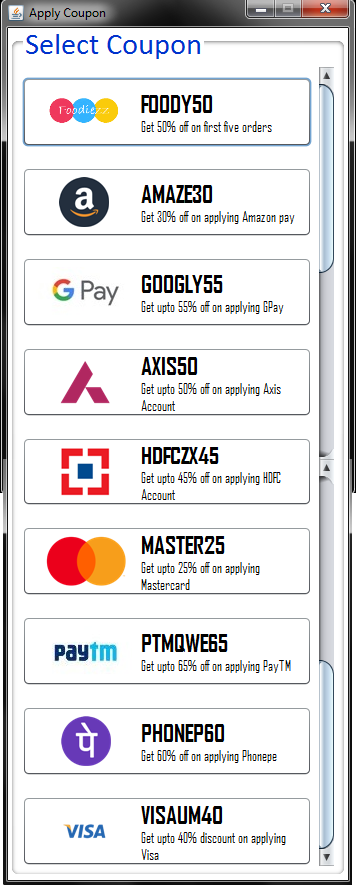 Apply Coupon
Select Coupon
Foodiezz
FOODY50
Get 50% off on first five orders
a
AMAZE30
Get 30% off on applying Amazon pay
G Pay
GOOGLY55
Get upto 55% off on applying GPay
AXIS50
Get upto 50% off on applying Axis
Account
HDFCZX45
Get upto 45% off on applying HDFC
Account
MASTER25
Get upto 25% off on applying
Mastercard
paytm
PTMQWE65
Get upto 65% off on applying PayTM
पे
PHONEP60
Get 60% off on applying Phonepe
VISA
VISAUM40
Get upto 40% discount on applying
Visa